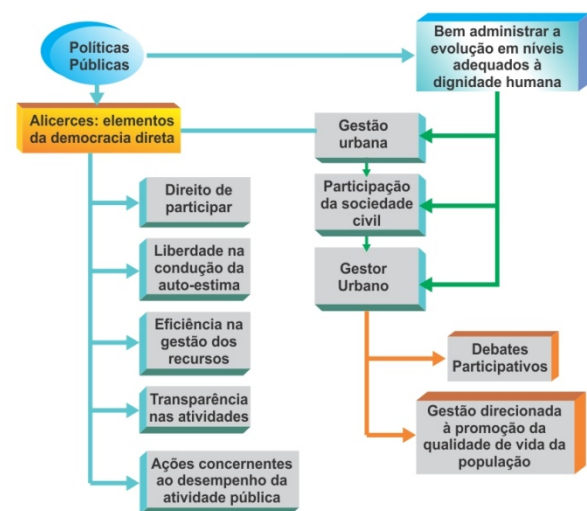 Políticas
Públicas
Bem administrar a
evolução em níveis
adequados à
dignidade humana
Alicerces: elementos
da democracia direta
Gestão
urbana
Direito de
participar
Participação
da sociedade
civil
Liberdade na
condução da
auto-estima
Gestor
Urbano
Eficiência na
gestão dos
recursos
Debates
Participativos
Transparência
nas atividades
Gestão direcionada
à promoção da
qualidade de vida da
população
Ações concernentes
ao desempenho da
atividade pública